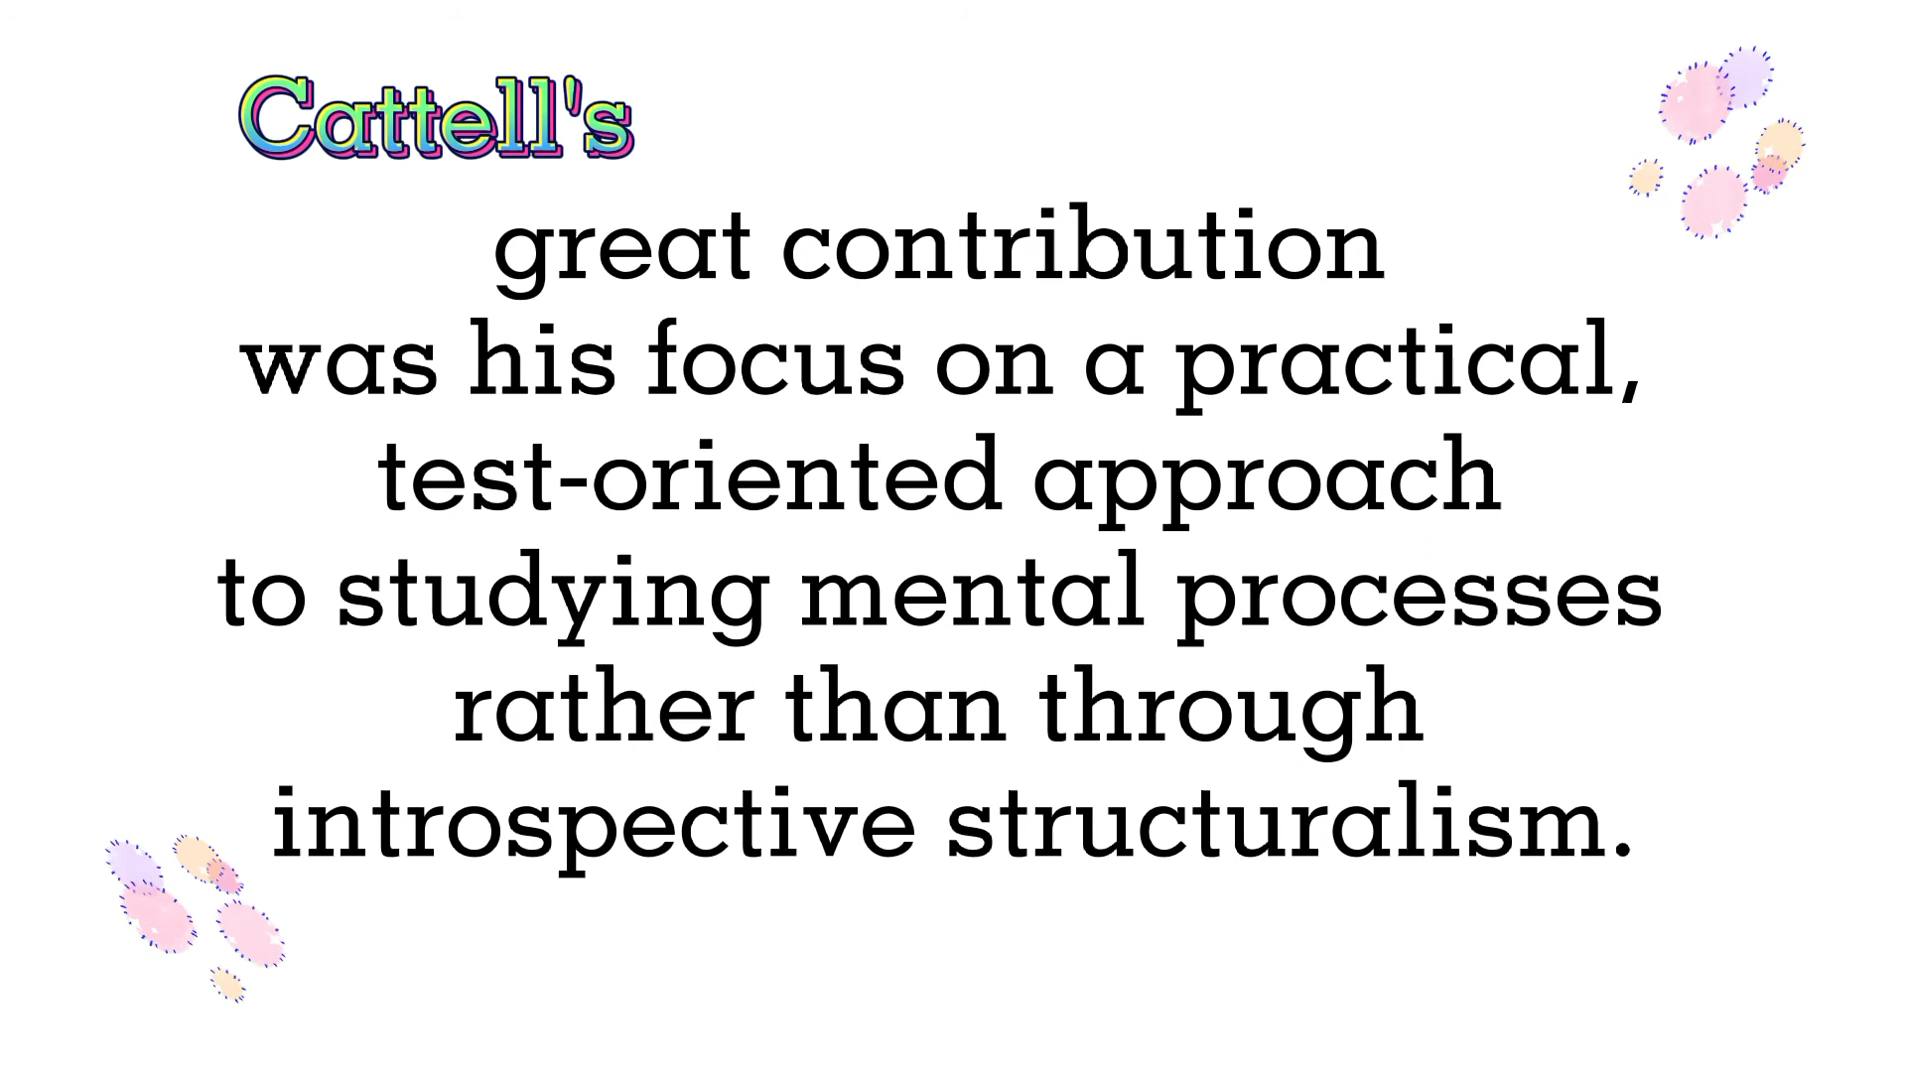 Cattell's
great contribution
was his focus on a practical,
test-oriented approach
to studying mental processes
rather than through
introspective structuralism.